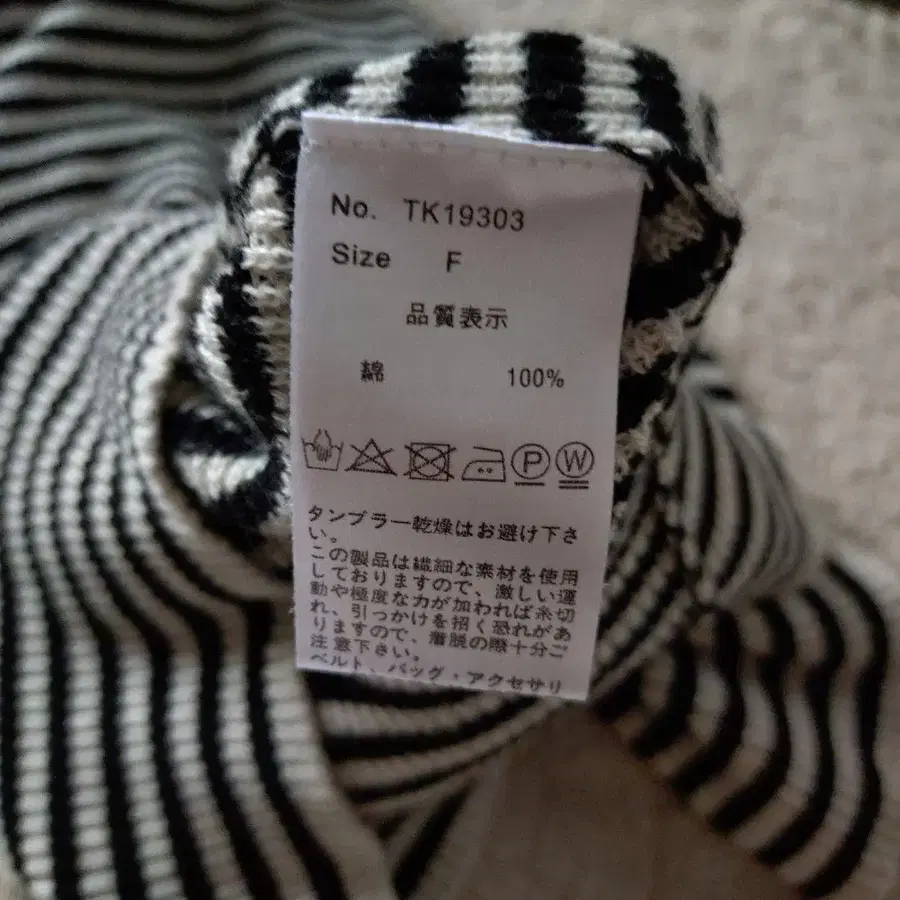 No. TK19303
Size F
品質表示
綿 100%
P W
タンブラー乾燥はお避け下さ
い。
この製品は繊細な素材を使用
しておりますので、激しい運
動や極度な力が加われば糸切
れ、引っかけを招く恐れがあ
りますので、着脱の際十分ご
注意下さい。
ベルト、バッグ・アクセサリ